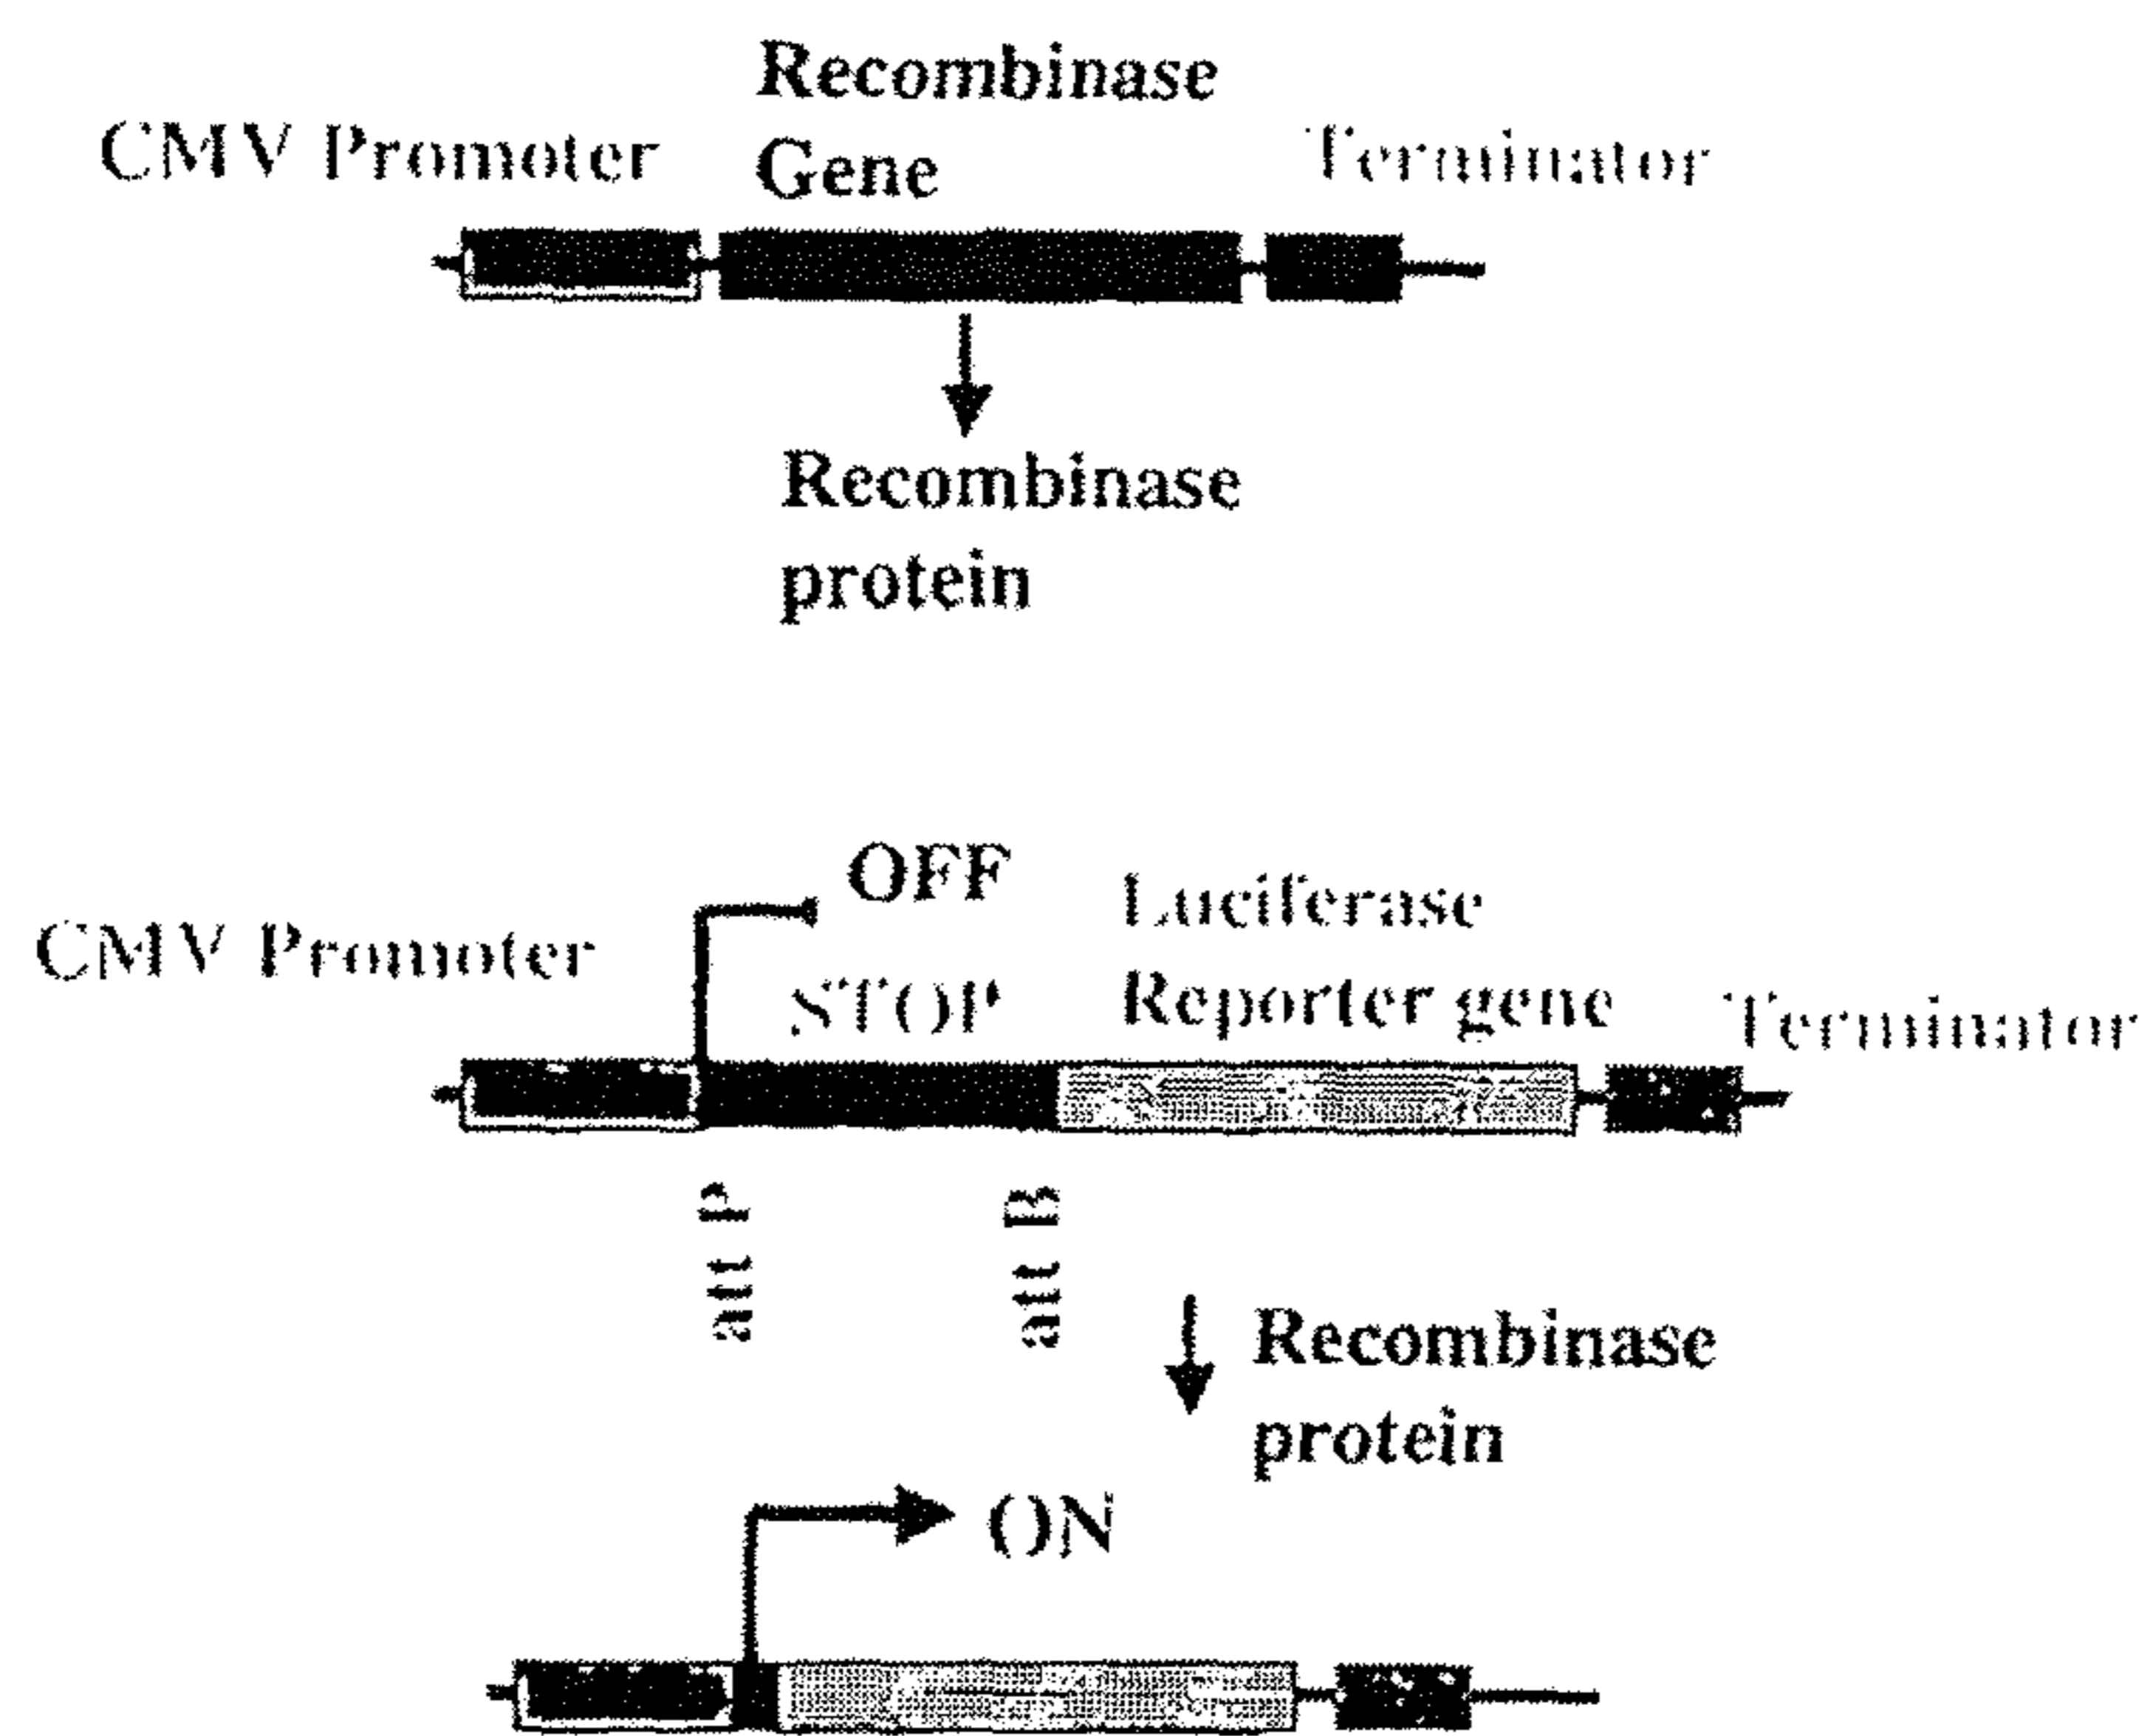 Recombinase
CMV Promoter Gene Terminator
Recombinase
protein
OFF
CMV Promoter
Luciferase
STOP
Reporter gene
Terminator
att P
att B
Recombinase
protein
ON